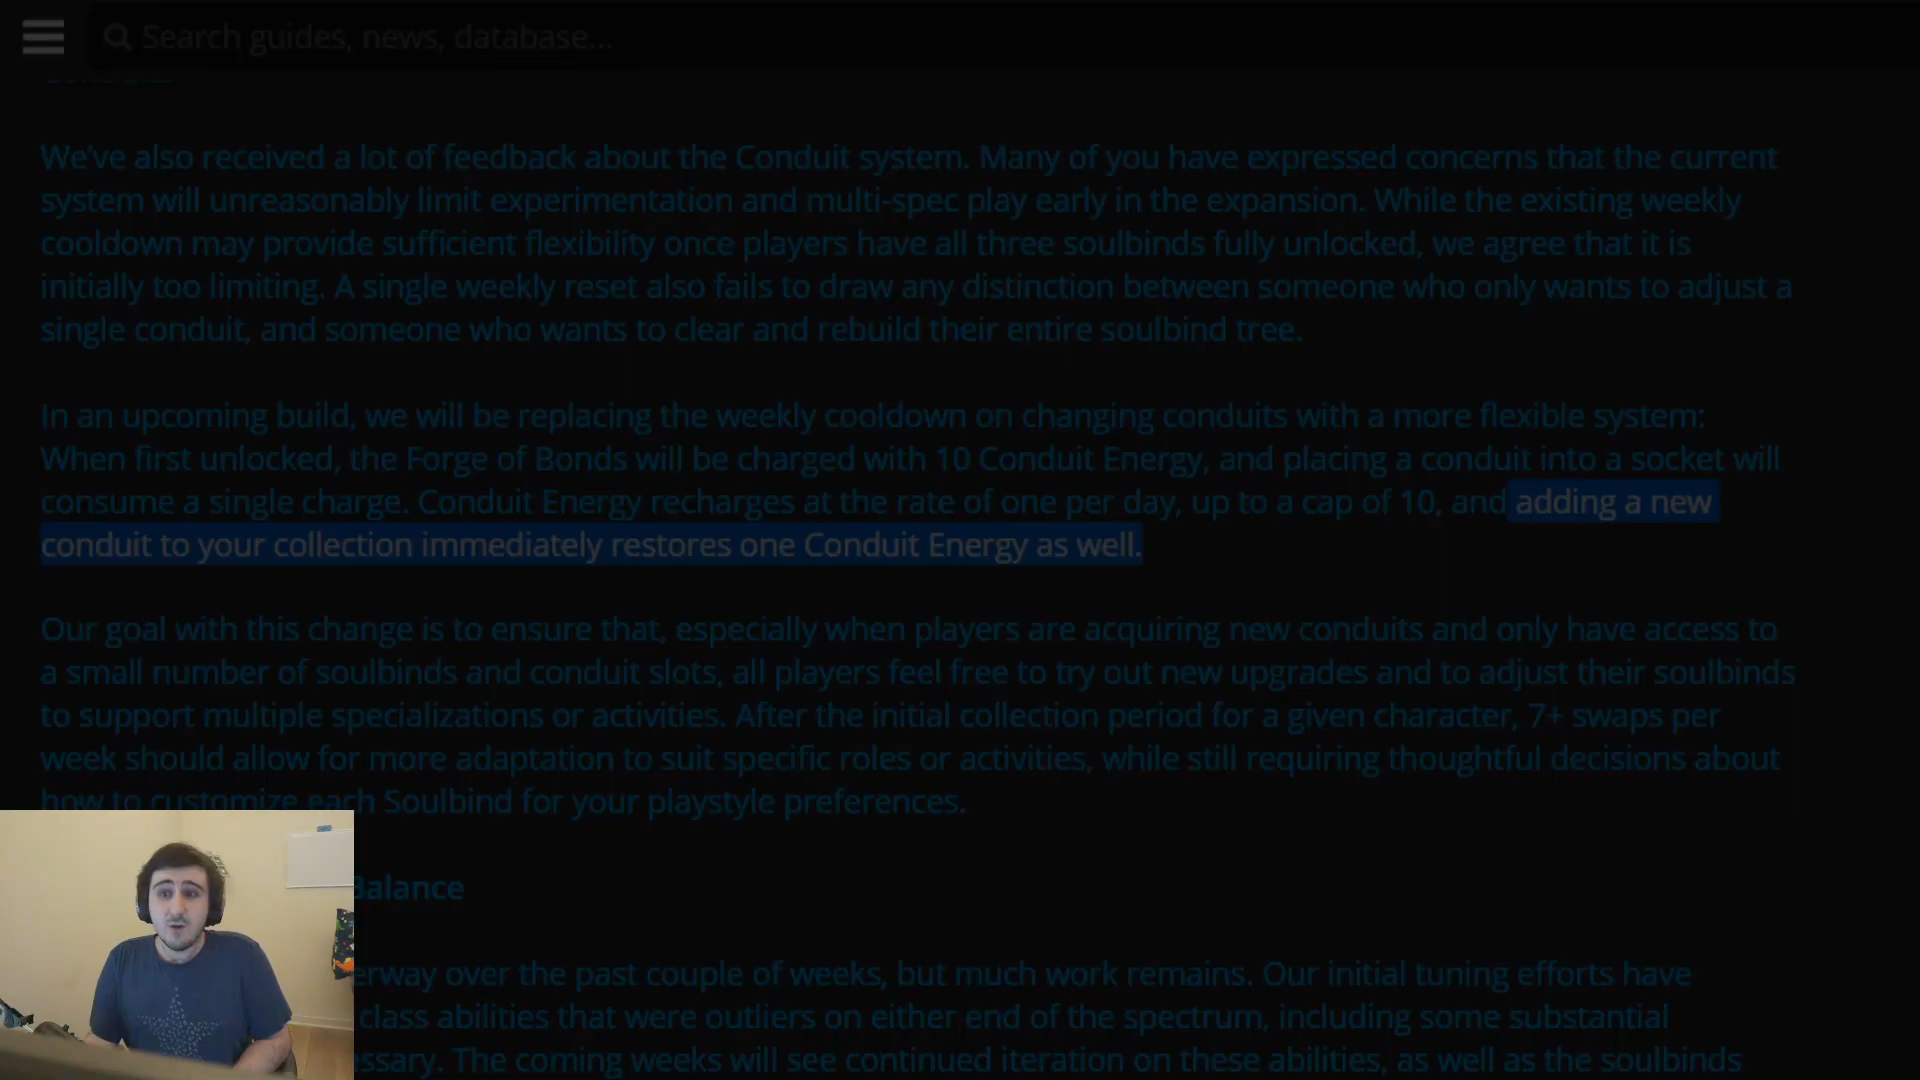 Search guides, news, database...
We've also received a lot of feedback about the Conduit system. Many of you have expressed concerns that the current
system will unreasonably limit experimentation and multi-spec play early in the expansion. While the existing weekly
cooldown may provide sufficient flexibility once players have all three soulbinds fully unlocked, we agree that it is
initially too limiting. A single weekly reset also fails to draw any distinction between someone who only wants to adjust a
single conduit, and someone who wants to clear and rebuild their entire soulbind tree.
In an upcoming build, we will be replacing the weekly cooldown on changing conduits with a more flexible system:
When first unlocked, the Forge of Bonds will be charged with 10 Conduit Energy, and placing a conduit into a socket will
consume a single charge. Conduit Energy recharges at the rate of one per day, up to a cap of 10, and adding a new
conduit to your collection immediately restores one Conduit Energy as well.
Our goal with this change is to ensure that, especially when players are acquiring new conduits and only have access to
a small number of soulbinds and conduit slots, all players feel free to try out new upgrades and to adjust their soulbinds
to support multiple specializations or activities. After the initial collection period for a given character, 7+ swaps per
week should allow for more adaptation to suit specific roles or activities, while still requiring thoughtful decisions about
how to customize each Soulbind for your playstyle preferences.
Balance
erway over the past couple of weeks, but much work remains. Our initial tuning efforts have
class abilities that were outliers on either end of the spectrum, including some substantial
ssary. The coming weeks will see continued iteration on these abilities, as well as the soulbinds